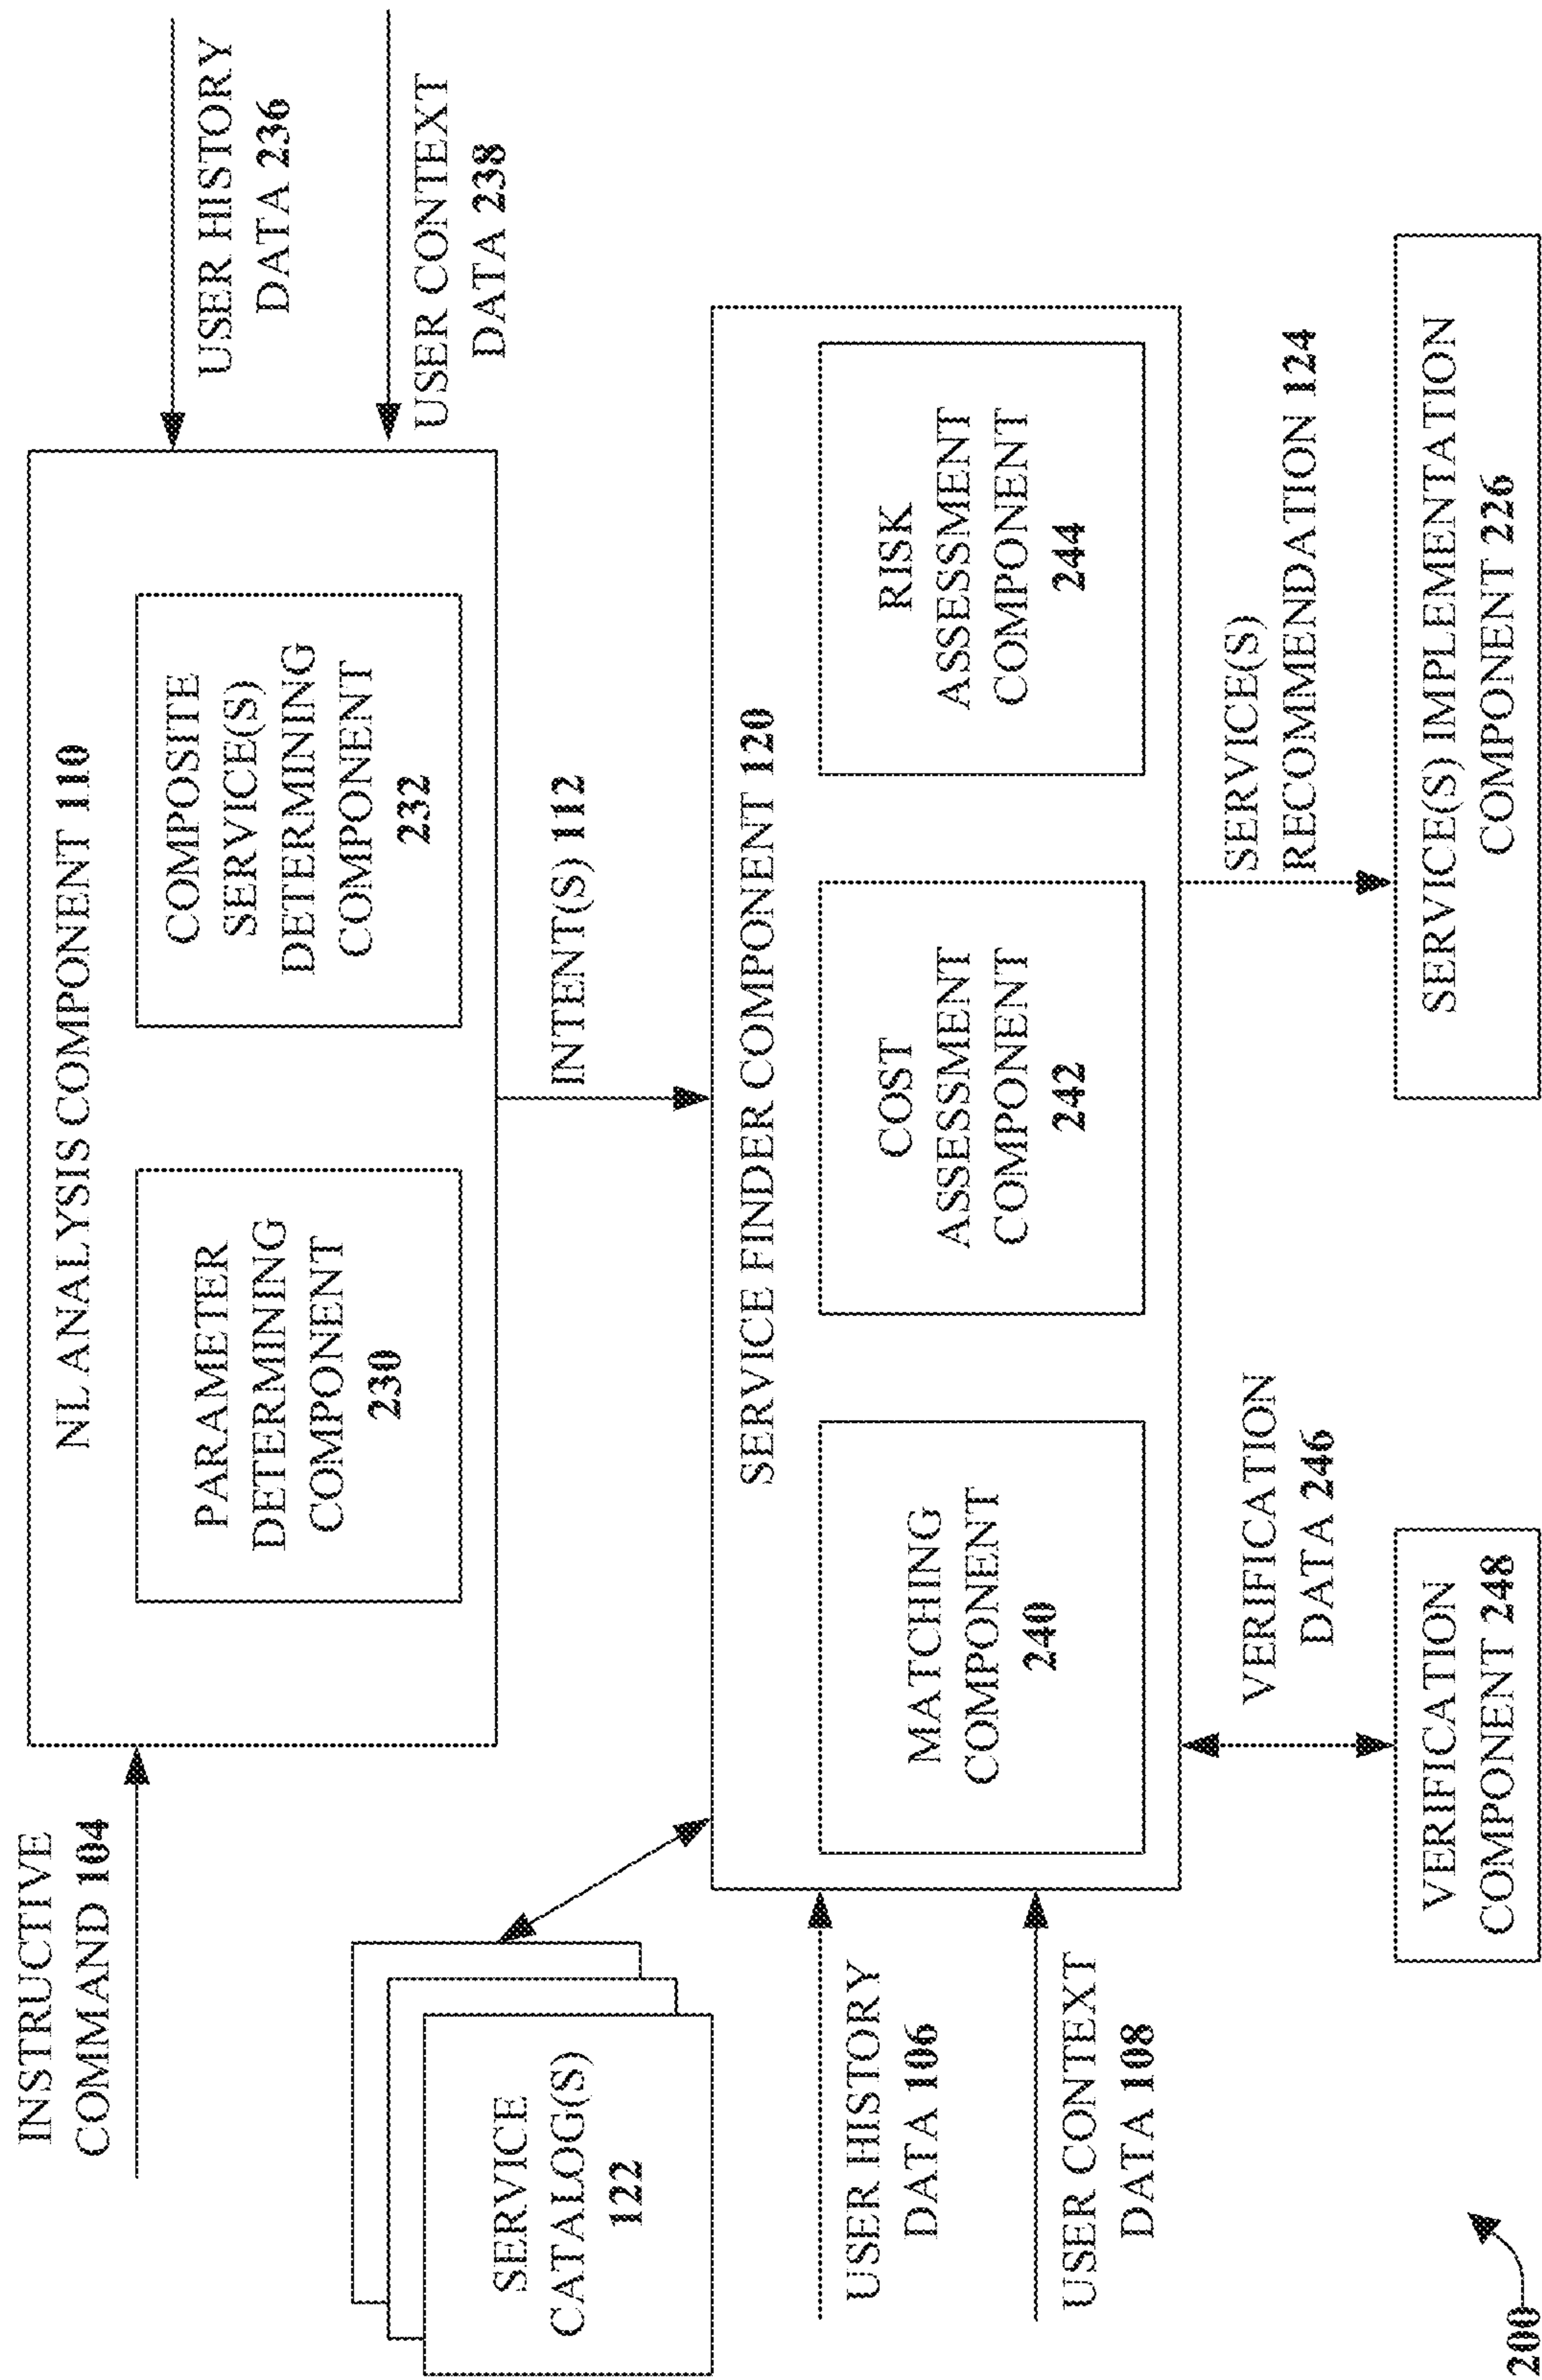 INSTRUCTIVE
COMMAND 104
NL ANALYSIS COMPONENT 110
PARAMETER
DETERMINING
COMPONENT
230
COMPOSITE
SERVICE(S)
DETERMINING
COMPONENT
232
USER HISTORY
DATA 236
USER CONTEXT
DATA 238
INTENT(S) 112
SERVICE
CATALOG(S)
122
SERVICE FINDER COMPONENT 120
MATCHING
COMPONENT
240
COST
ASSESSMENT
COMPONENT
242
RISK
ASSESSMENT
COMPONENT
244
USER HISTORY
DATA 106
USER CONTEXT
DATA 108
VERIFICATION
DATA 246
SERVICE(S)
RECOMMENDATION 124
VERIFICATION
COMPONENT 248
SERVICE(S) IMPLEMENTATION
COMPONENT 226
200